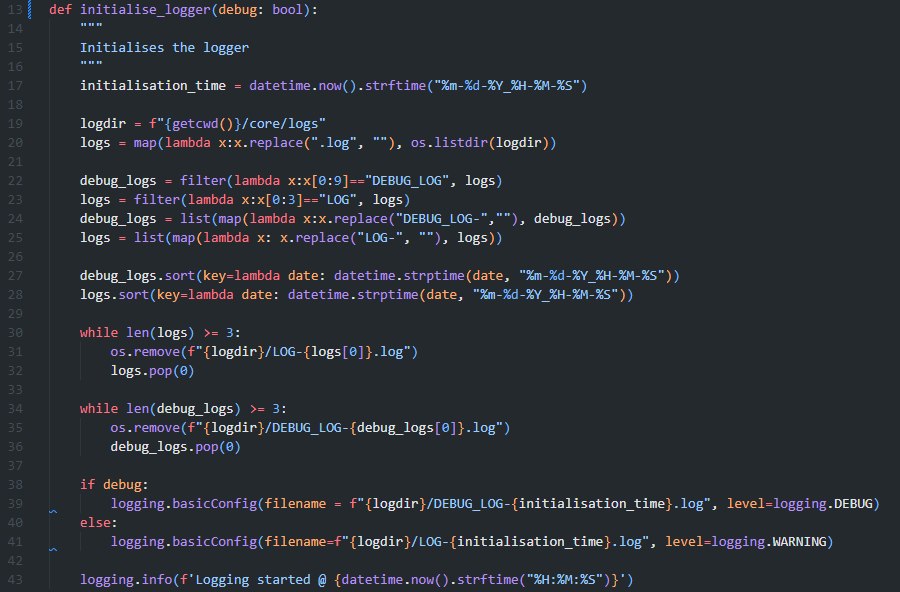 13 def initialise_logger(debug: bool):
14     """
15     Initialises the logger
16     """
17     initialisation_time = datetime.now().strftime("%m-%d-%Y_%H-%M-%S")
18
19     logdir = f"{getcwd()}/core/logs"
20     logs = map(lambda x:x.replace(".log", ""), os.listdir(logdir))
21
22     debug_logs = filter(lambda x:x[0:9]=="DEBUG_LOG", logs)
23     logs = filter(lambda x:x[0:3]=="LOG", logs)
24     debug_logs = list(map(lambda x:x.replace("DEBUG_LOG-",""), debug_logs))
25     logs = list(map(lambda x: x.replace("LOG-", ""), logs))
26
27     debug_logs.sort(key=lambda date: datetime.strptime(date, "%m-%d-%Y_%H-%M-%S"))
28     logs.sort(key=lambda date: datetime.strptime(date, "%m-%d-%Y_%H-%M-%S"))
29
30     while len(logs) >= 3:
31         os.remove(f"{logdir}/LOG-{logs[0]}.log")
32         logs.pop(0)
33
34     while len(debug_logs) >= 3:
35         os.remove(f"{logdir}/DEBUG_LOG-{debug_logs[0]}.log")
36         debug_logs.pop(0)
37
38     if debug:
39         logging.basicConfig(filename = f"{logdir}/DEBUG_LOG-{initialisation_time}.log", level=logging.DEBUG)
40     else:
41         logging.basicConfig(filename=f"{logdir}/LOG-{initialisation_time}.log", level=logging.WARNING)
42
43     logging.info(f'Logging started @ {datetime.now().strftime("%H:%M:%S")}')